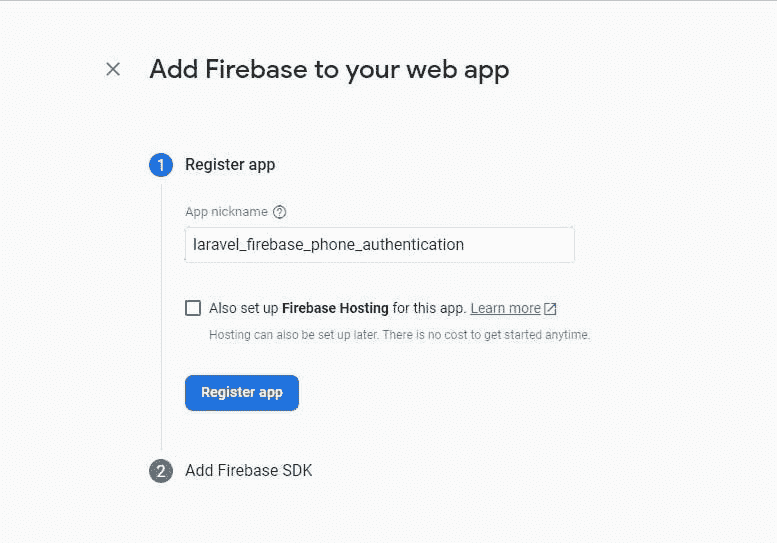 Add Firebase to your web app
1 Register app
App nickname
laravel_firebase_phone_authentication
Also set up Firebase Hosting for this app. Learn more
Hosting can also be set up later. There is no cost to get started anytime.
Register app
2 Add Firebase SDK